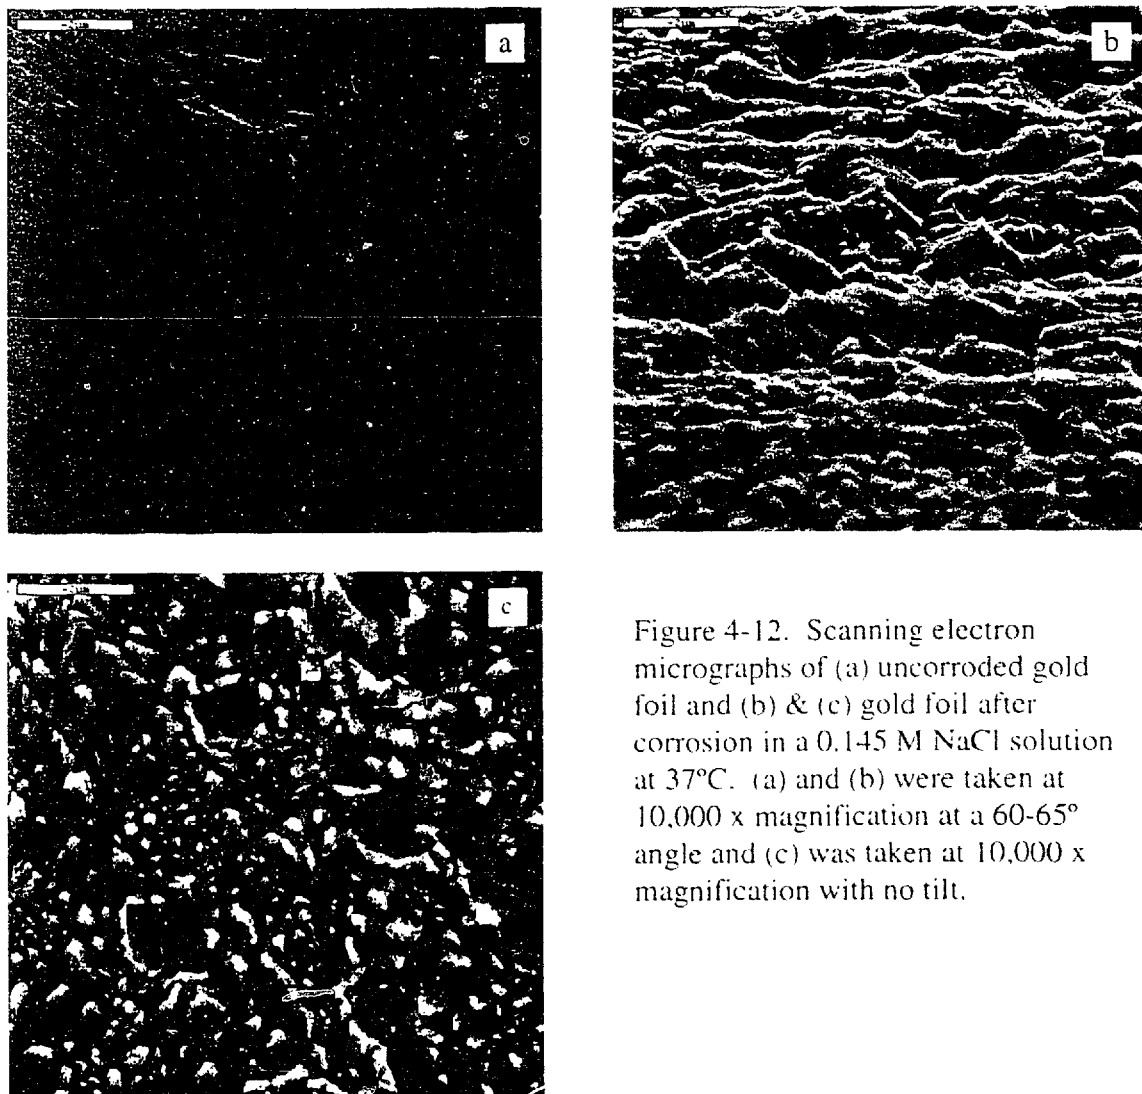 a
b
c
Figure 4-12. Scanning electron
micrographs of (a) uncorroded gold
foil and (b) & (c) gold foil after
corrosion in a 0.145 M NaCl solution
at 37°C. (a) and (b) were taken at
10,000 x magnification at a 60-65°
angle and (c) was taken at 10,000 x
magnification with no tilt.